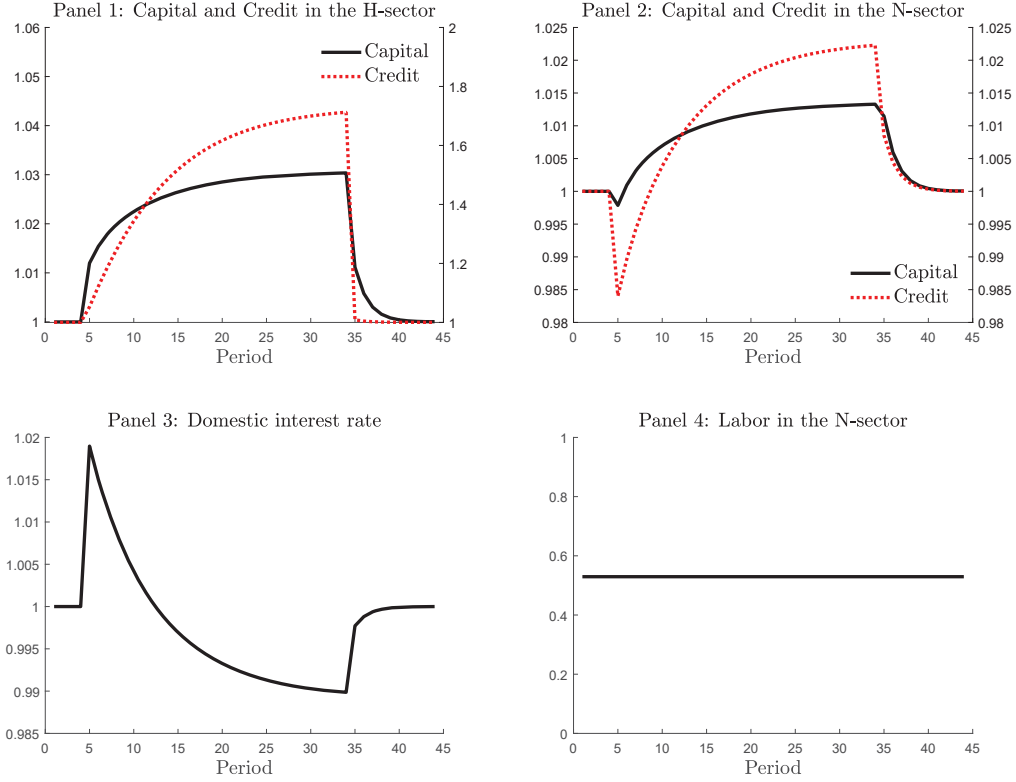 Panel 1: Capital and Credit in the H-sector
1.06
1.05
1.04
1.03
1.02
1.01
1
2
1.8
1.6
1.4
1.2
1
Capital
Credit
0 5 10 15 20 25 30 35 40 45
Period
Panel 2: Capital and Credit in the N-sector
1.025
1.02
1.015
1.01
1.005
1
0.995
0.99
0.985
0.98
1.025
1.02
1.015
1.01
1.005
1
0.995
0.99
0.985
0.98
Capital
Credit
0 5 10 15 20 25 30 35 40 45
Period
Panel 3: Domestic interest rate
1.02
1.015
1.01
1.005
1
0.995
0.99
0.985
0 5 10 15 20 25 30 35 40 45
Period
Panel 4: Labor in the N-sector
1
0.8
0.6
0.4
0.2
0
0 5 10 15 20 25 30 35 40 45
Period